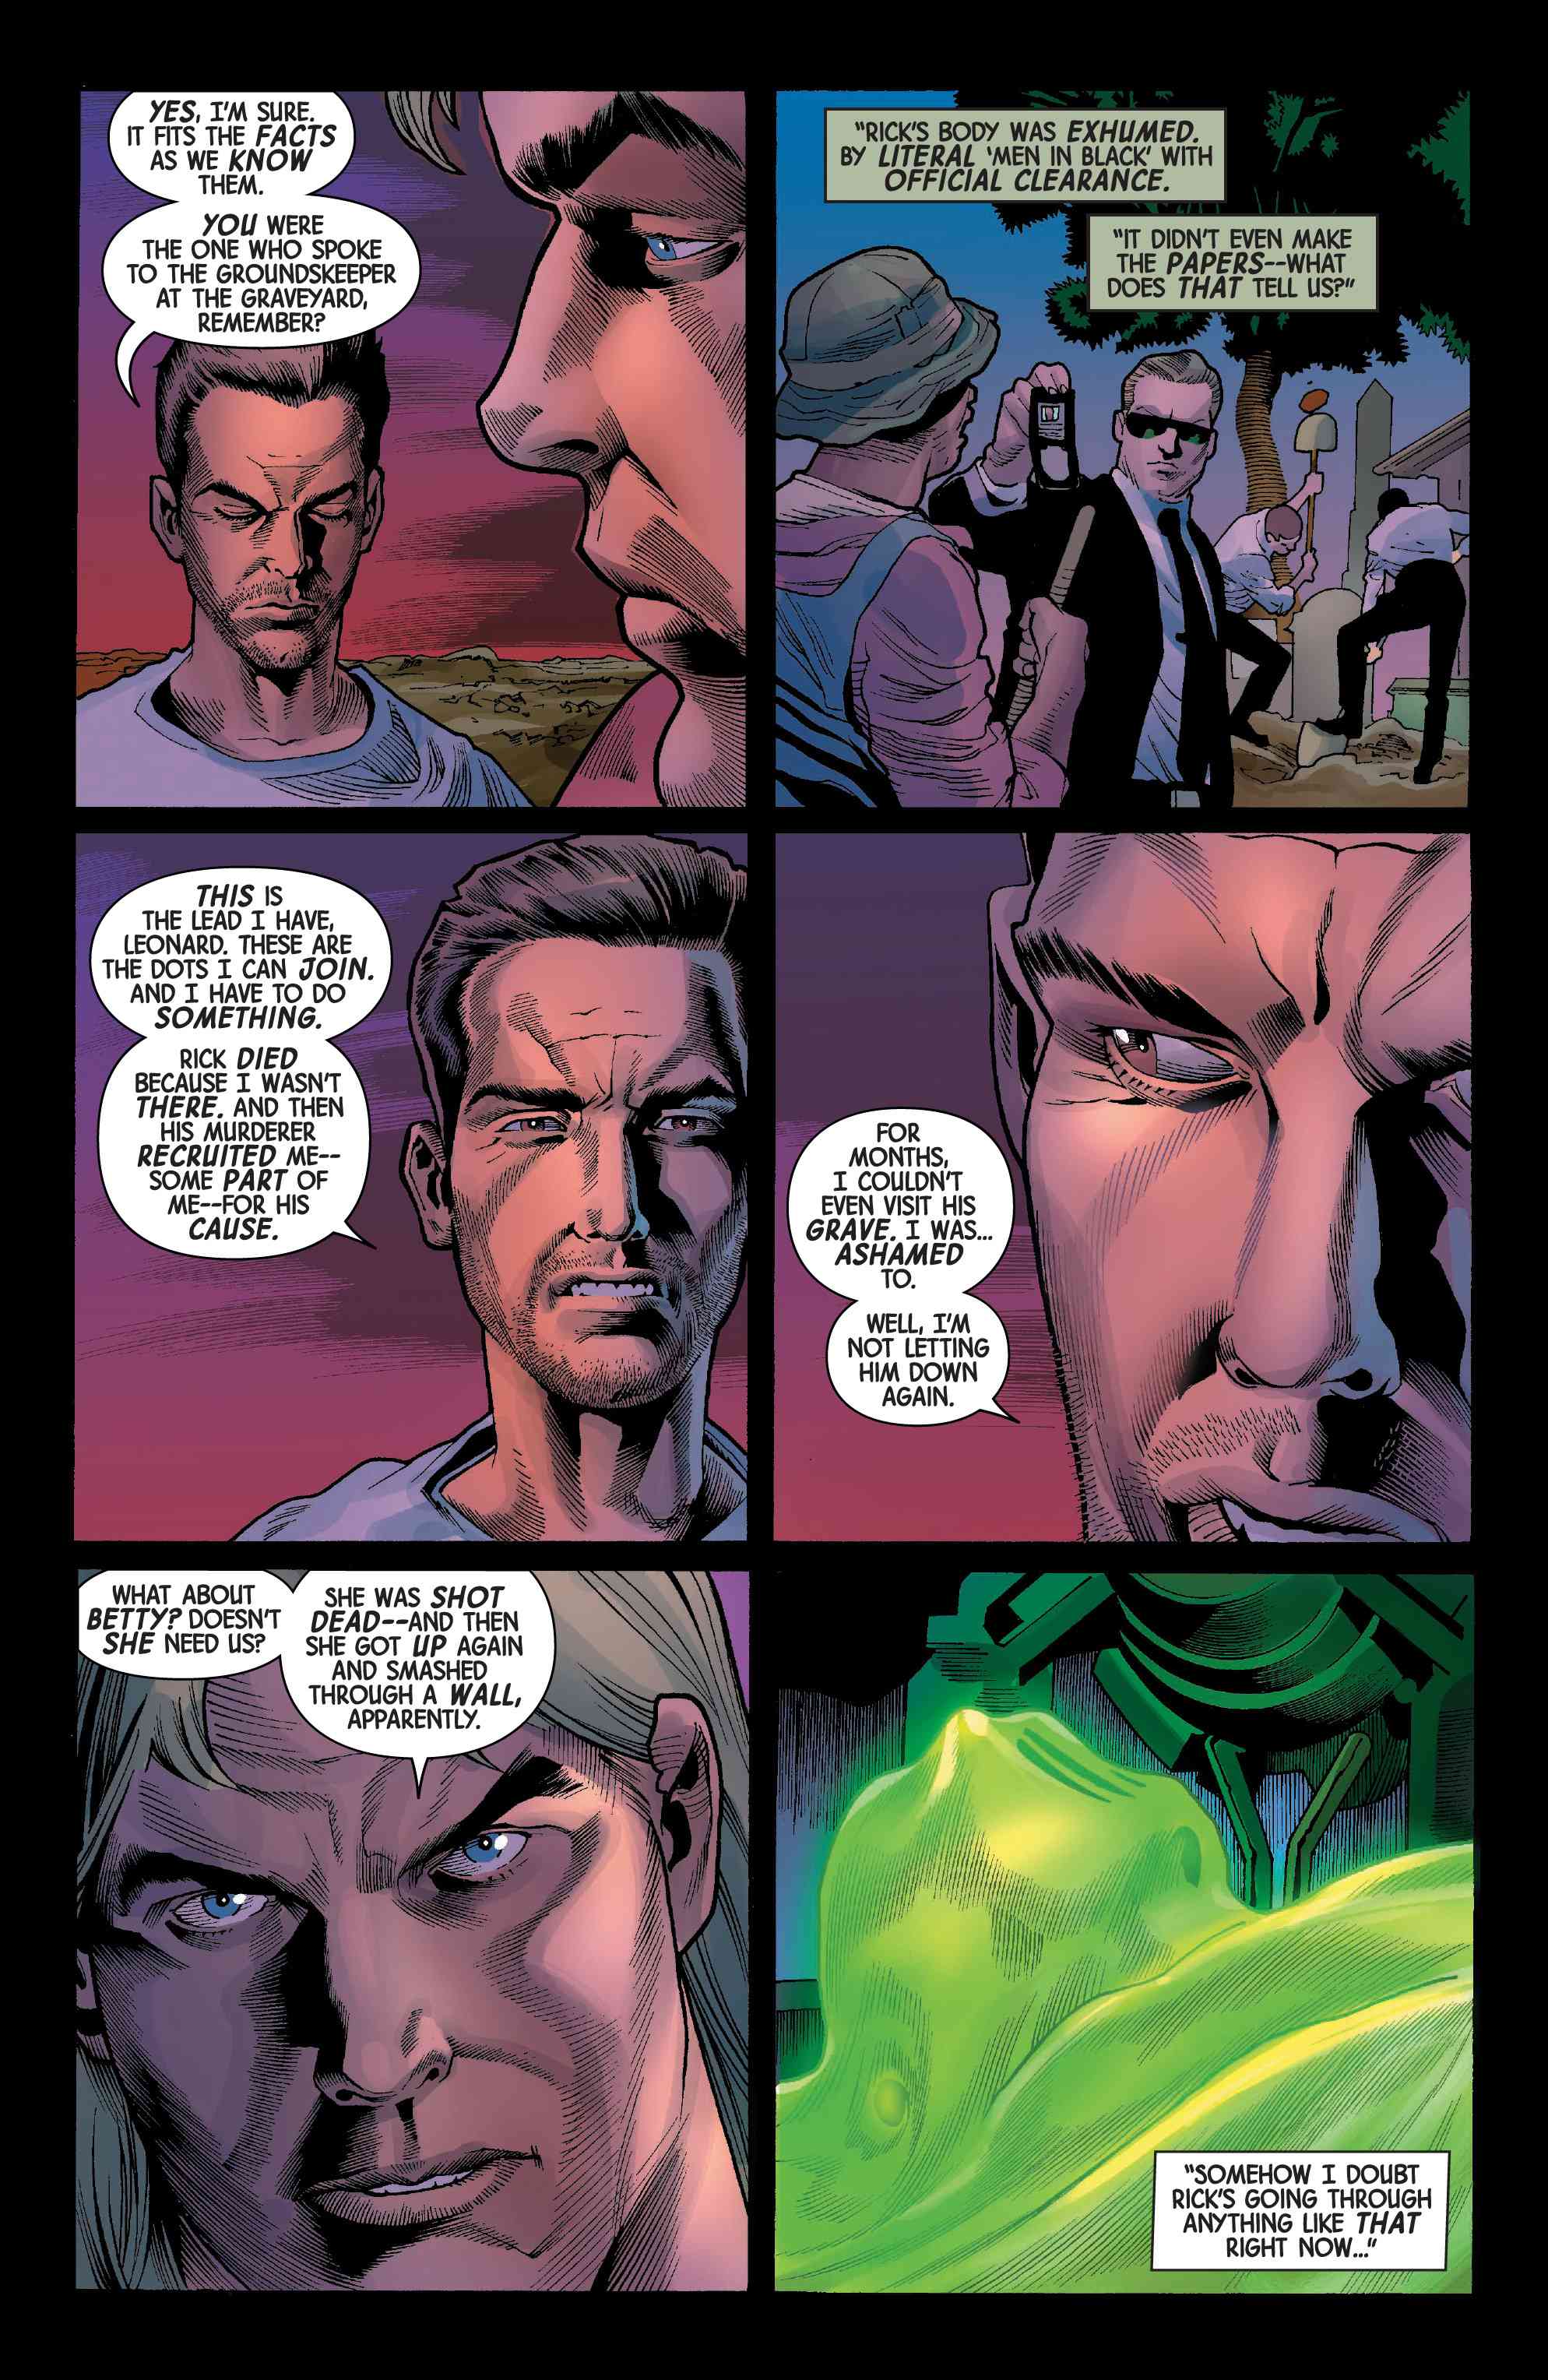 YES, I'M SURE.
IT FITS THE FACTS
AS WE KNOW
THEM.
YOU WERE
THE ONE WHO SPOKE
TO THE GROUNDSKEEPER
AT THE GRAVEYARD,
REMEMBER?
"RICK'S BODY WAS EXHUMED.
BY LITERAL 'MEN IN BLACK' WITH
OFFICIAL CLEARANCE.
"IT DIDN'T EVEN MAKE
THE PAPERS--WHAT
DOES THAT TELL US?"
THIS IS
THE LEAD I HAVE,
LEONARD. THESE ARE
THE DOTS I CAN JOIN.
AND I HAVE TO DO
SOMETHING.
RICK DIED
BECAUSE I WASN'T
THERE. AND THEN
HIS MURDERER
RECRUITED ME--
SOME PART OF
ME--FOR HIS
CAUSE.
FOR
MONTHS,
I COULDN'T
EVEN VISIT HIS
GRAVE. I WAS...
ASHAMED
TO.
WELL, I'M
NOT LETTING
HIM DOWN
AGAIN.
WHAT ABOUT
BETTY? DOESN'T
SHE NEED US?
SHE WAS SHOT
DEAD--AND THEN
SHE GOT UP AGAIN
AND SMASHED
THROUGH A WALL,
APPARENTLY.
"SOMEHOW I DOUBT
RICK'S GOING THROUGH
ANYTHING LIKE THAT
RIGHT NOW..."